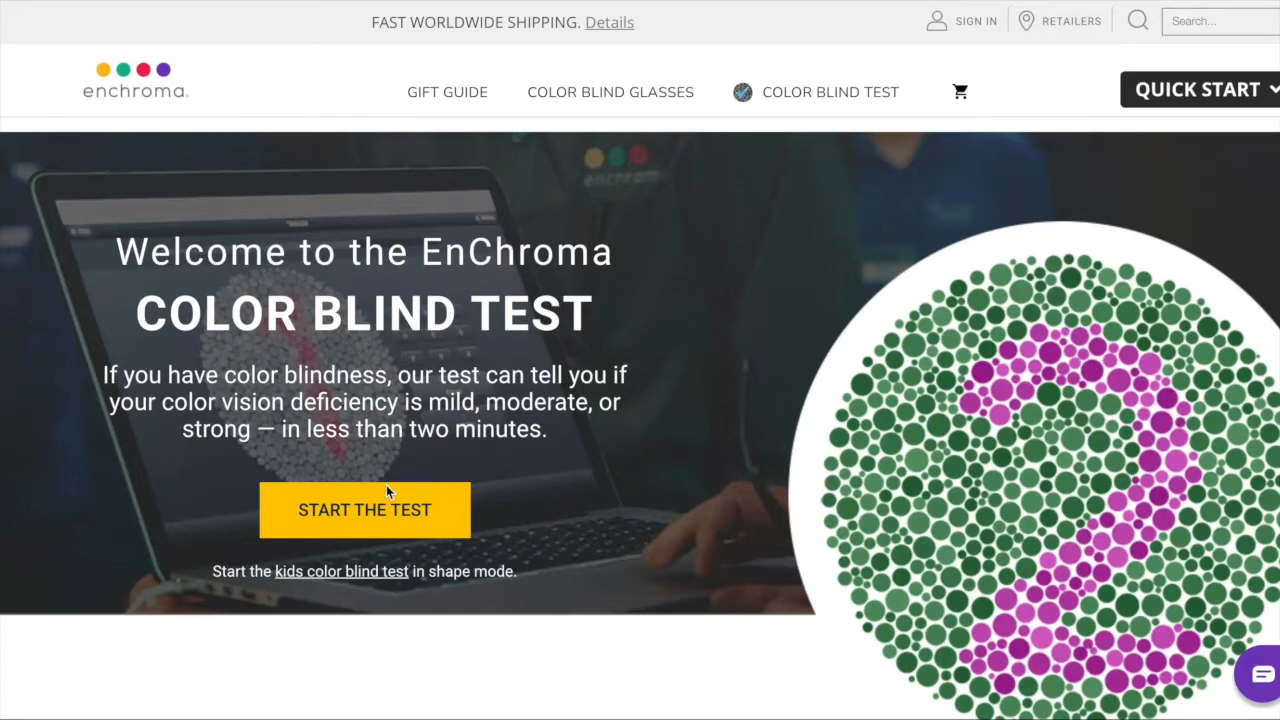 FAST WORLDWIDE SHIPPING. Details
SIGN IN
RETAILERS
Search...
enchroma.
GIFT GUIDE
COLOR BLIND GLASSES
COLOR BLIND TEST
QUICK START
enchroma
Welcome to the EnChroma
COLOR BLIND TEST
If you have color blindness, our test can tell you if
your color vision deficiency is mild, moderate, or
strong — in less than two minutes.
START THE TEST
Start the kids color blind test in shape mode.
2